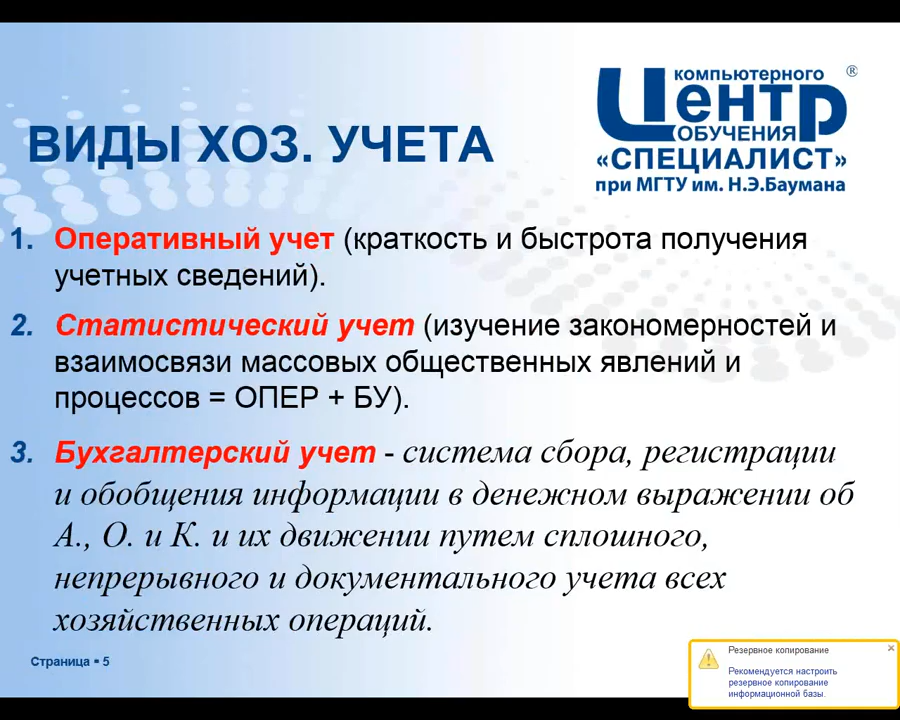 компьютерного
Центр ®
ОБУЧЕНИЯ
«СПЕЦИАЛИСТ»
при МГТУ им. Н.Э.Баумана
ВИДЫ ХОЗ. УЧЕТА
1. Оперативный учет (краткость и быстрота получения
учетных сведений).
2. Статистический учет (изучение закономерностей и
взаимосвязи массовых общественных явлений и
процессов = ОПЕР + БУ).
3. Бухгалтерский учет - система сбора, регистрации
и обобщения информации в денежном выражении об
А., О. и К. и их движении путем сплошного,
непрерывного и документального учета всех
хозяйственных операций.
Страница ▪ 5
Резервное копирование
Рекомендуется настроить
резервное копирование
информационной базы.